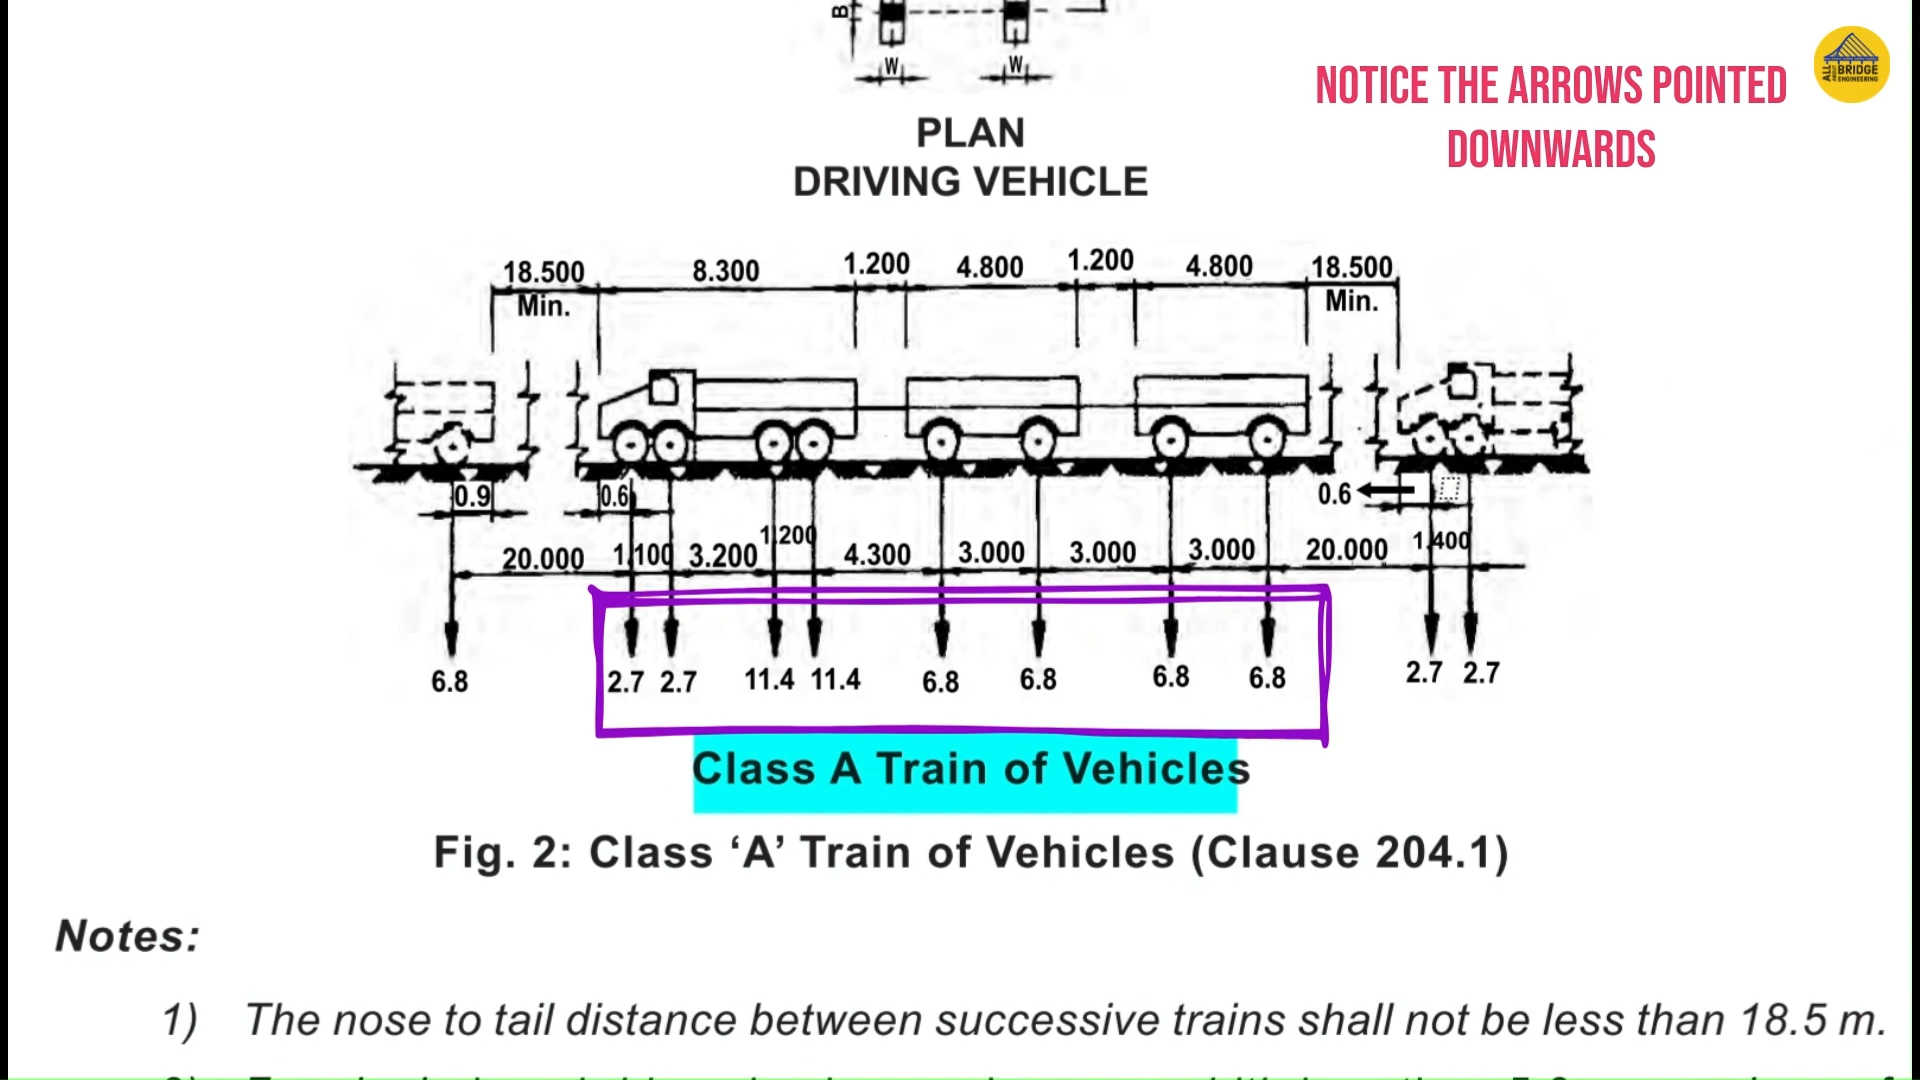 B
W W
NOTICE THE ARROWS POINTED
DOWNWARDS
ALL ABOUT BRIDGE ENGINEERING
PLAN
DRIVING VEHICLE
18.500 8.300 1.200 4.800 1.200 4.800 18.500
Min. Min.
0.9 0.6 0.6
20.000 1.100 3.200 1.200 4.300 3.000 3.000 3.000 20.000 1.400
6.8 2.7 2.7 11.4 11.4 6.8 6.8 6.8 6.8 2.7 2.7
Class A Train of Vehicles
Fig. 2: Class ‘A’ Train of Vehicles (Clause 204.1)
Notes:
1) The nose to tail distance between successive trains shall not be less than 18.5 m.